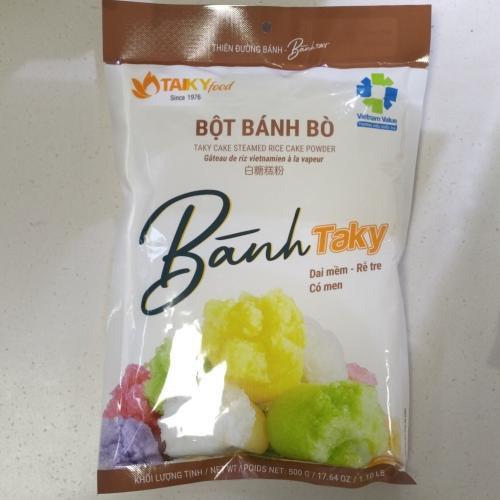 THIÊN ĐƯỜNG BÁNH - Bánh TAKY
TAIKY food
Since 1976
Vietnam Value
BỘT BÁNH BÒ
TAKY CAKE STEAMED RICE CAKE POWDER
Gâteau de riz vietnamien à la vapeur
白糖糕粉
Bánh Taky
Dai mềm - Rễ tre
Có men
KHỐI LƯỢNG TỊNH / NET WT / POIDS NET: 500 G / 17.64 OZ / 1.10 LB